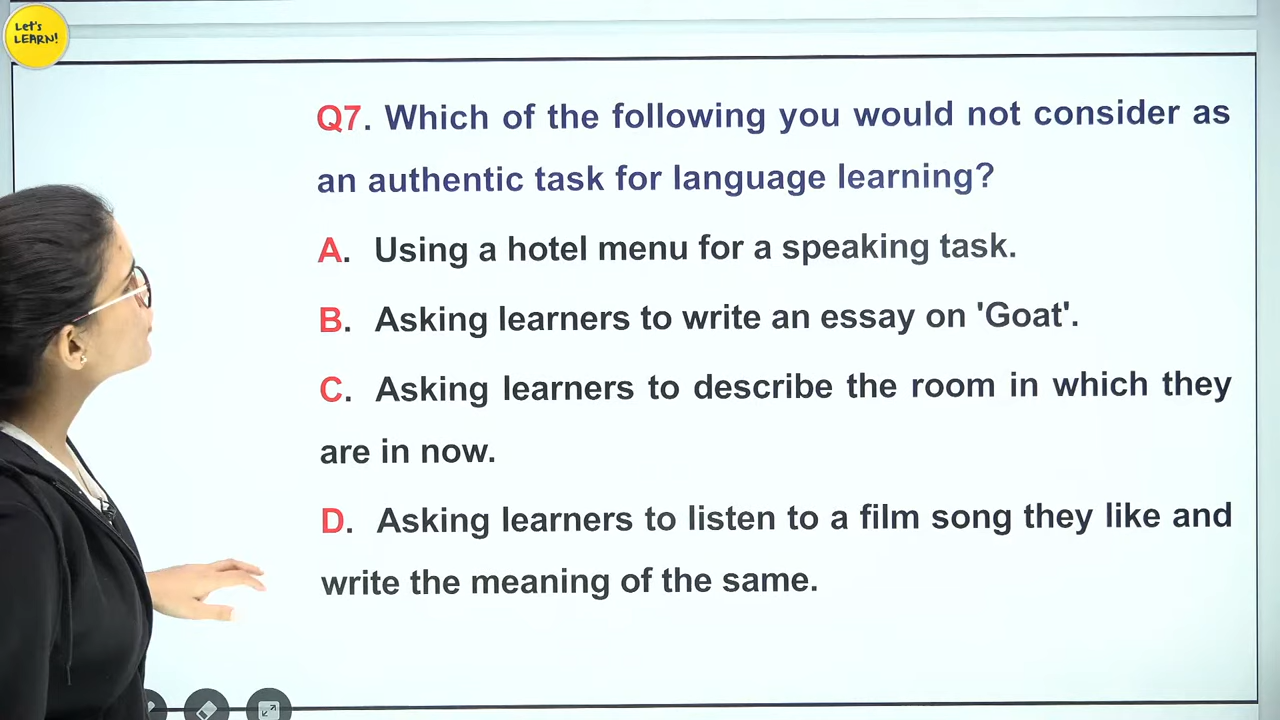 Let's
LEARN!
Q7. Which of the following you would not consider as
an authentic task for language learning?
A. Using a hotel menu for a speaking task.
B. Asking learners to write an essay on 'Goat'.
C. Asking learners to describe the room in which they
are in now.
D. Asking learners to listen to a film song they like and
write the meaning of the same.